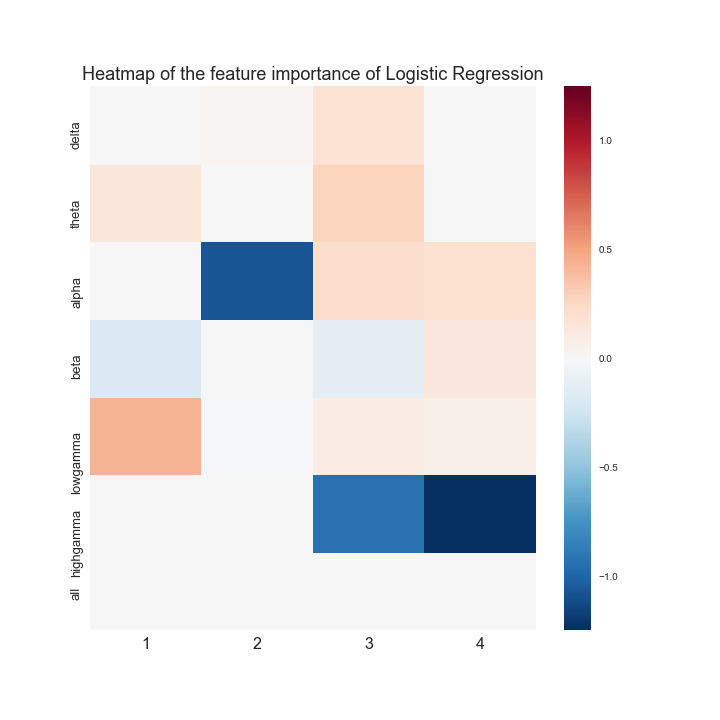 Heatmap of the feature importance of Logistic Regression
delta
theta
alpha
beta
lowgamma
highgamma
all
1 2 3 4
1.0
0.5
0.0
−0.5
−1.0